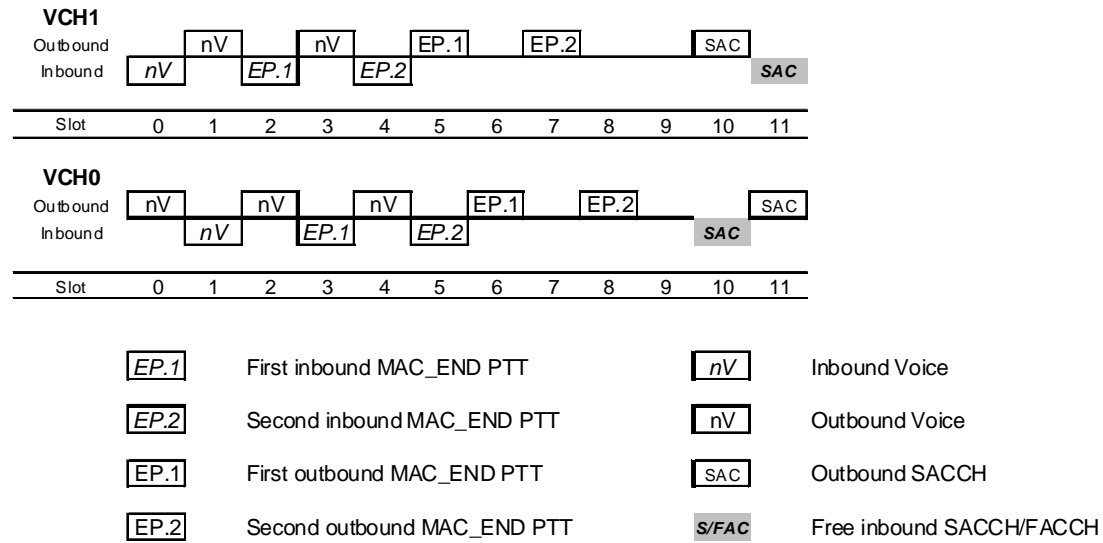 VCH1
Outbound nV nV EP.1 EP.2 SAC
Inbound nV EP.1 EP.2 SAC
Slot 0 1 2 3 4 5 6 7 8 9 10 11
VCH0
Outbound nV nV nV EP.1 EP.2 SAC
Inbound nV EP.1 EP.2 SAC
Slot 0 1 2 3 4 5 6 7 8 9 10 11
EP.1 First inbound MAC_END PTT nV Inbound Voice
EP.2 Second inbound MAC_END PTT nV Outbound Voice
EP.1 First outbound MAC_END PTT SAC Outbound SACCH
EP.2 Second outbound MAC_END PTT S/FAC Free inbound SACCH/FACCH